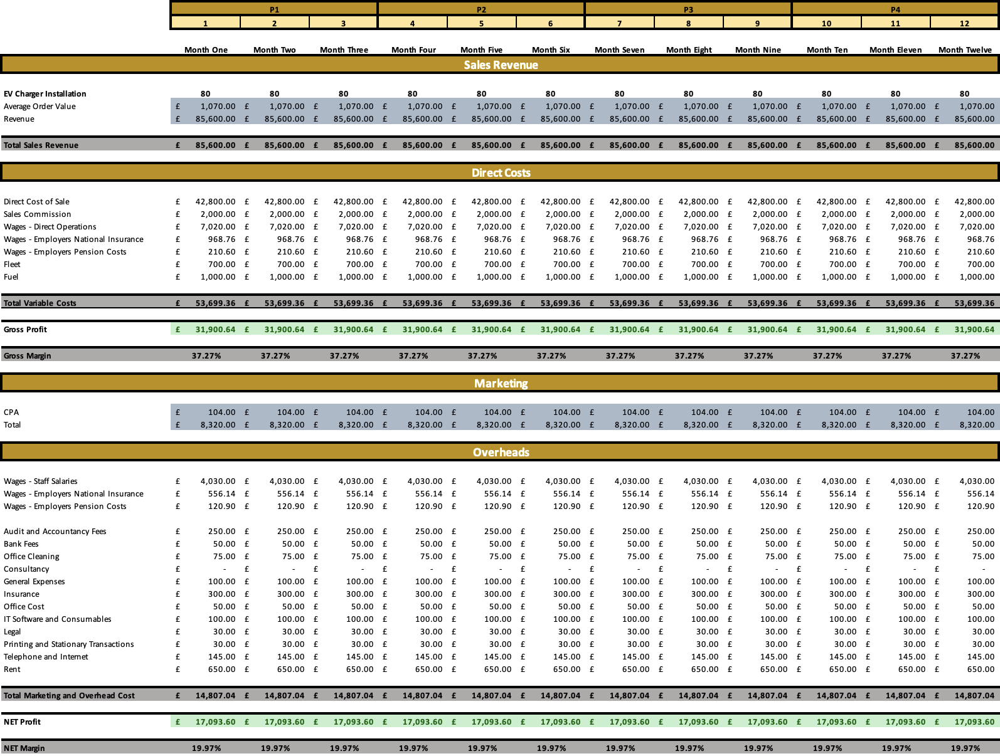 P1 P2 P3 P4
1 2 3 4 5 6 7 8 9 10 11 12
Month One Month Two Month Three Month Four Month Five Month Six Month Seven Month Eight Month Nine Month Ten Month Eleven Month Twelve
Sales Revenue
EV Charger Installation 80 80 80 80 80 80 80 80 80 80 80 80
Average Order Value £ 1,070.00 £ 1,070.00 £ 1,070.00 £ 1,070.00 £ 1,070.00 £ 1,070.00 £ 1,070.00 £ 1,070.00 £ 1,070.00 £ 1,070.00 £ 1,070.00 £ 1,070.00
Revenue £ 85,600.00 £ 85,600.00 £ 85,600.00 £ 85,600.00 £ 85,600.00 £ 85,600.00 £ 85,600.00 £ 85,600.00 £ 85,600.00 £ 85,600.00 £ 85,600.00 £ 85,600.00
Total Sales Revenue £ 85,600.00 £ 85,600.00 £ 85,600.00 £ 85,600.00 £ 85,600.00 £ 85,600.00 £ 85,600.00 £ 85,600.00 £ 85,600.00 £ 85,600.00 £ 85,600.00 £ 85,600.00
Direct Costs
Direct Cost of Sale £ 42,800.00 £ 42,800.00 £ 42,800.00 £ 42,800.00 £ 42,800.00 £ 42,800.00 £ 42,800.00 £ 42,800.00 £ 42,800.00 £ 42,800.00 £ 42,800.00 £ 42,800.00
Sales Commission £ 2,000.00 £ 2,000.00 £ 2,000.00 £ 2,000.00 £ 2,000.00 £ 2,000.00 £ 2,000.00 £ 2,000.00 £ 2,000.00 £ 2,000.00 £ 2,000.00 £ 2,000.00
Wages - Direct Operations £ 7,020.00 £ 7,020.00 £ 7,020.00 £ 7,020.00 £ 7,020.00 £ 7,020.00 £ 7,020.00 £ 7,020.00 £ 7,020.00 £ 7,020.00 £ 7,020.00 £ 7,020.00
Wages - Employers National Insurance £ 968.76 £ 968.76 £ 968.76 £ 968.76 £ 968.76 £ 968.76 £ 968.76 £ 968.76 £ 968.76 £ 968.76 £ 968.76 £ 968.76
Wages - Employers Pension Costs £ 210.60 £ 210.60 £ 210.60 £ 210.60 £ 210.60 £ 210.60 £ 210.60 £ 210.60 £ 210.60 £ 210.60 £ 210.60 £ 210.60
Fleet £ 700.00 £ 700.00 £ 700.00 £ 700.00 £ 700.00 £ 700.00 £ 700.00 £ 700.00 £ 700.00 £ 700.00 £ 700.00 £ 700.00
Fuel £ 1,000.00 £ 1,000.00 £ 1,000.00 £ 1,000.00 £ 1,000.00 £ 1,000.00 £ 1,000.00 £ 1,000.00 £ 1,000.00 £ 1,000.00 £ 1,000.00 £ 1,000.00
Total Variable Costs £ 53,699.36 £ 53,699.36 £ 53,699.36 £ 53,699.36 £ 53,699.36 £ 53,699.36 £ 53,699.36 £ 53,699.36 £ 53,699.36 £ 53,699.36 £ 53,699.36 £ 53,699.36
Gross Profit £ 31,900.64 £ 31,900.64 £ 31,900.64 £ 31,900.64 £ 31,900.64 £ 31,900.64 £ 31,900.64 £ 31,900.64 £ 31,900.64 £ 31,900.64 £ 31,900.64 £ 31,900.64
Gross Margin 37.27% 37.27% 37.27% 37.27% 37.27% 37.27% 37.27% 37.27% 37.27% 37.27% 37.27% 37.27%
Marketing
CPA £ 104.00 £ 104.00 £ 104.00 £ 104.00 £ 104.00 £ 104.00 £ 104.00 £ 104.00 £ 104.00 £ 104.00 £ 104.00 £ 104.00
Total £ 8,320.00 £ 8,320.00 £ 8,320.00 £ 8,320.00 £ 8,320.00 £ 8,320.00 £ 8,320.00 £ 8,320.00 £ 8,320.00 £ 8,320.00 £ 8,320.00 £ 8,320.00
Overheads
Wages - Staff Salaries £ 4,030.00 £ 4,030.00 £ 4,030.00 £ 4,030.00 £ 4,030.00 £ 4,030.00 £ 4,030.00 £ 4,030.00 £ 4,030.00 £ 4,030.00 £ 4,030.00 £ 4,030.00
Wages - Employers National Insurance £ 556.14 £ 556.14 £ 556.14 £ 556.14 £ 556.14 £ 556.14 £ 556.14 £ 556.14 £ 556.14 £ 556.14 £ 556.14 £ 556.14
Wages - Employers Pension Costs £ 120.90 £ 120.90 £ 120.90 £ 120.90 £ 120.90 £ 120.90 £ 120.90 £ 120.90 £ 120.90 £ 120.90 £ 120.90 £ 120.90
Audit and Accountancy Fees £ 250.00 £ 250.00 £ 250.00 £ 250.00 £ 250.00 £ 250.00 £ 250.00 £ 250.00 £ 250.00 £ 250.00 £ 250.00 £ 250.00
Bank Fees £ 50.00 £ 50.00 £ 50.00 £ 50.00 £ 50.00 £ 50.00 £ 50.00 £ 50.00 £ 50.00 £ 50.00 £ 50.00 £ 50.00
Office Cleaning £ 75.00 £ 75.00 £ 75.00 £ 75.00 £ 75.00 £ 75.00 £ 75.00 £ 75.00 £ 75.00 £ 75.00 £ 75.00 £ 75.00
Consultancy £ - £ - £ - £ - £ - £ - £ - £ - £ - £ - £ - £ -
General Expenses £ 100.00 £ 100.00 £ 100.00 £ 100.00 £ 100.00 £ 100.00 £ 100.00 £ 100.00 £ 100.00 £ 100.00 £ 100.00 £ 100.00
Insurance £ 300.00 £ 300.00 £ 300.00 £ 300.00 £ 300.00 £ 300.00 £ 300.00 £ 300.00 £ 300.00 £ 300.00 £ 300.00 £ 300.00
Office Cost £ 50.00 £ 50.00 £ 50.00 £ 50.00 £ 50.00 £ 50.00 £ 50.00 £ 50.00 £ 50.00 £ 50.00 £ 50.00 £ 50.00
IT Software and Consumables £ 100.00 £ 100.00 £ 100.00 £ 100.00 £ 100.00 £ 100.00 £ 100.00 £ 100.00 £ 100.00 £ 100.00 £ 100.00 £ 100.00
Legal £ 30.00 £ 30.00 £ 30.00 £ 30.00 £ 30.00 £ 30.00 £ 30.00 £ 30.00 £ 30.00 £ 30.00 £ 30.00 £ 30.00
Printing and Stationary Transactions £ 30.00 £ 30.00 £ 30.00 £ 30.00 £ 30.00 £ 30.00 £ 30.00 £ 30.00 £ 30.00 £ 30.00 £ 30.00 £ 30.00
Telephone and Internet £ 145.00 £ 145.00 £ 145.00 £ 145.00 £ 145.00 £ 145.00 £ 145.00 £ 145.00 £ 145.00 £ 145.00 £ 145.00 £ 145.00
Rent £ 650.00 £ 650.00 £ 650.00 £ 650.00 £ 650.00 £ 650.00 £ 650.00 £ 650.00 £ 650.00 £ 650.00 £ 650.00 £ 650.00
Total Marketing and Overhead Cost £ 14,807.04 £ 14,807.04 £ 14,807.04 £ 14,807.04 £ 14,807.04 £ 14,807.04 £ 14,807.04 £ 14,807.04 £ 14,807.04 £ 14,807.04 £ 14,807.04 £ 14,807.04
NET Profit £ 17,093.60 £ 17,093.60 £ 17,093.60 £ 17,093.60 £ 17,093.60 £ 17,093.60 £ 17,093.60 £ 17,093.60 £ 17,093.60 £ 17,093.60 £ 17,093.60 £ 17,093.60
NET Margin 19.97% 19.97% 19.97% 19.97% 19.97% 19.97% 19.97% 19.97% 19.97% 19.97% 19.97% 19.97%